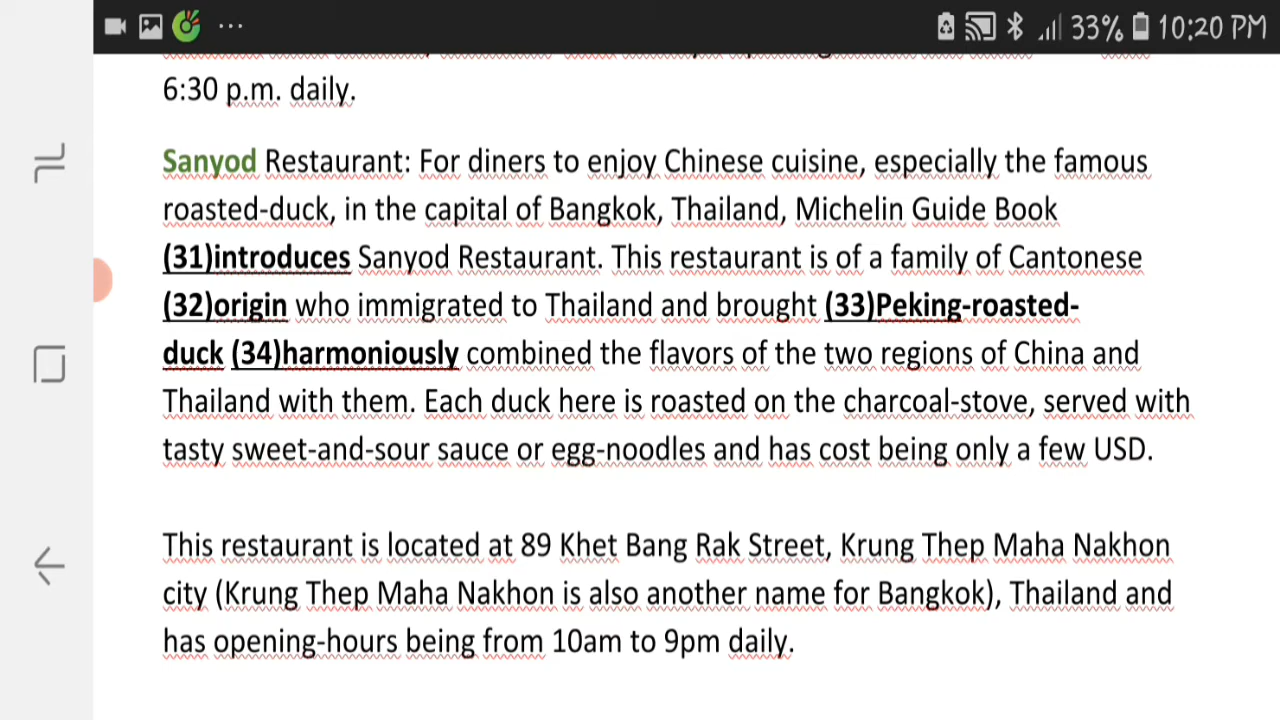 33% 10:20 PM
6:30 p.m. daily.
Sanyod Restaurant: For diners to enjoy Chinese cuisine, especially the famous
roasted-duck, in the capital of Bangkok, Thailand, Michelin Guide Book
(31)introduces Sanyod Restaurant. This restaurant is of a family of Cantonese
(32)origin who immigrated to Thailand and brought (33)Peking-roasted-
duck (34)harmoniously combined the flavors of the two regions of China and
Thailand with them. Each duck here is roasted on the charcoal-stove, served with
tasty sweet-and-sour sauce or egg-noodles and has cost being only a few USD.
This restaurant is located at 89 Khet Bang Rak Street, Krung Thep Maha Nakhon
city (Krung Thep Maha Nakhon is also another name for Bangkok), Thailand and
has opening-hours being from 10am to 9pm daily.